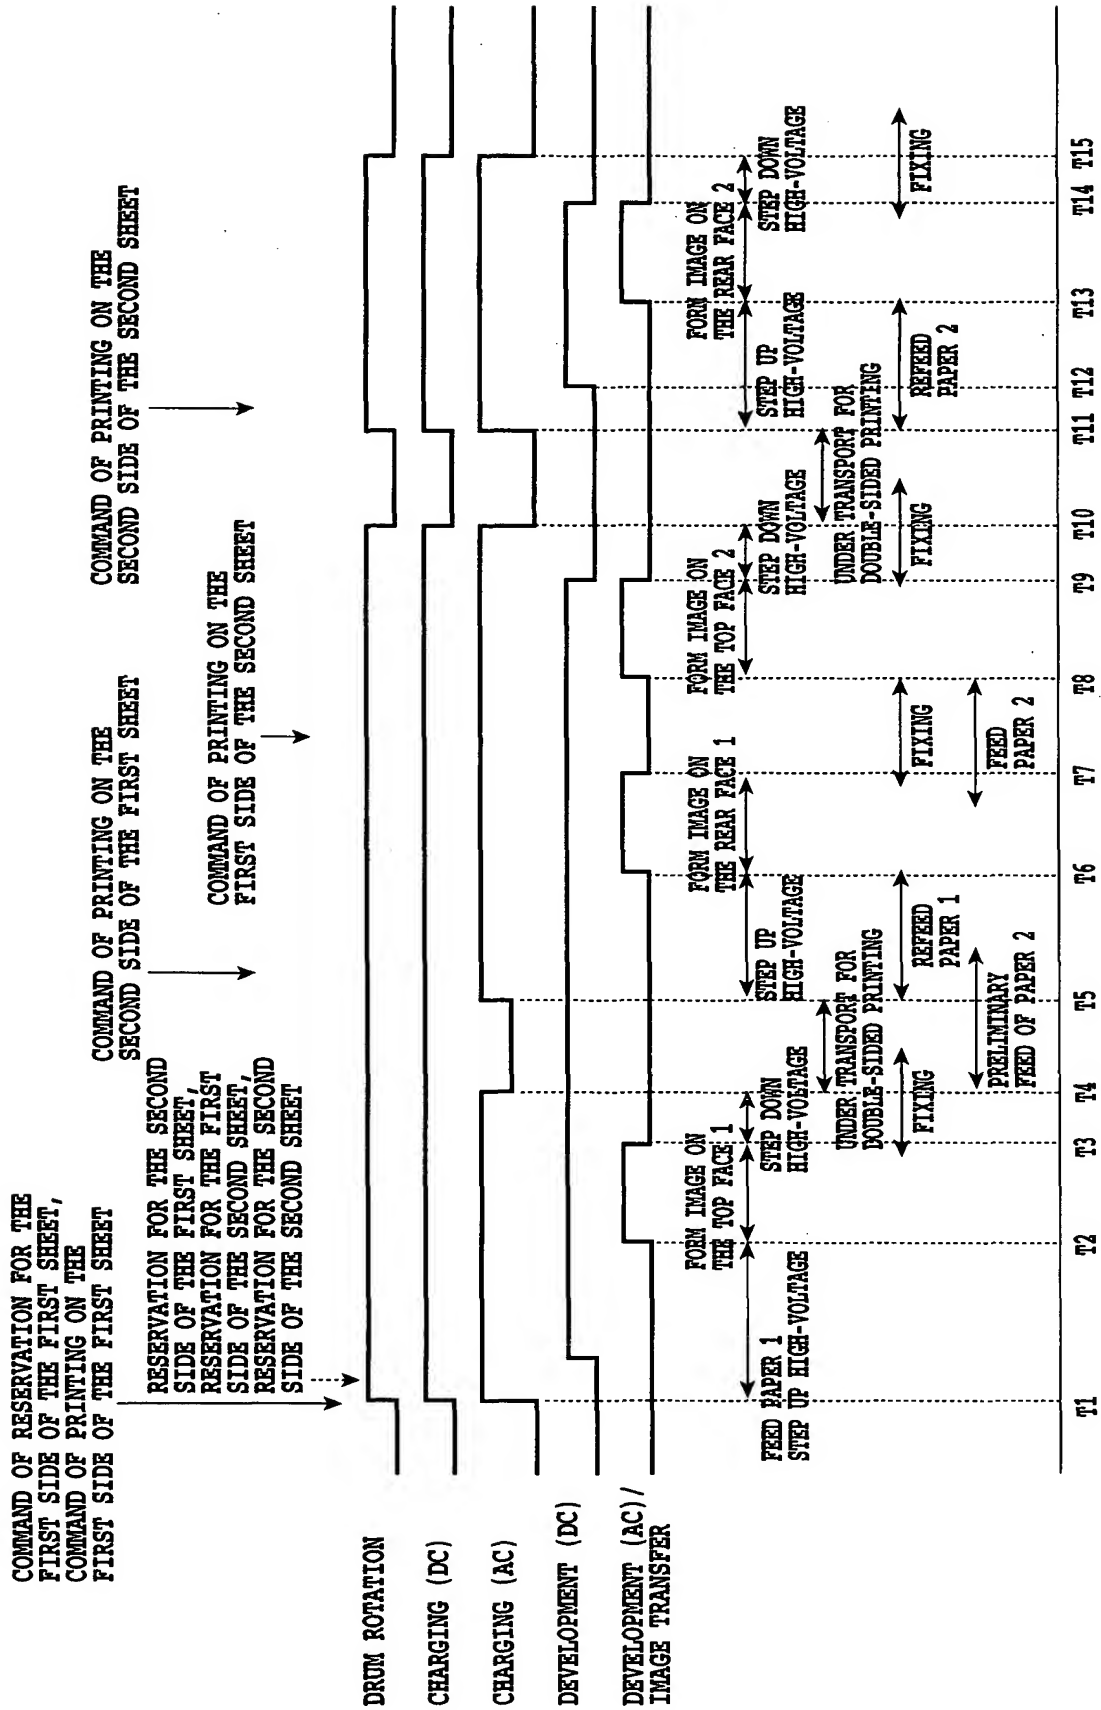 COMMAND OF RESERVATION FOR THE
FIRST SIDE OF THE FIRST SHEET,
COMMAND OF PRINTING ON THE
FIRST SIDE OF THE FIRST SHEET
RESERVATION FOR THE SECOND
SIDE OF THE FIRST SHEET,
RESERVATION FOR THE FIRST
SIDE OF THE SECOND SHEET,
RESERVATION FOR THE SECOND
SIDE OF THE SECOND SHEET
COMMAND OF PRINTING ON THE
SECOND SIDE OF THE FIRST SHEET
COMMAND OF PRINTING ON THE
FIRST SIDE OF THE SECOND SHEET
COMMAND OF PRINTING ON THE
SECOND SIDE OF THE SECOND SHEET
DRUM ROTATION
CHARGING (DC)
CHARGING (AC)
DEVELOPMENT (DC)
DEVELOPMENT (AC)/
IMAGE TRANSFER
FORM IMAGE ON
THE TOP FACE 1
FORM IMAGE ON
THE REAR FACE 1
FORM IMAGE ON
THE TOP FACE 2
FORM IMAGE ON
THE REAR FACE 2
FEED PAPER 1
STEP UP HIGH-VOLTAGE
STEP DOWN
HIGH-VOLTAGE
STEP UP
HIGH-VOLTAGE
STEP DOWN
HIGH-VOLTAGE
STEP UP
HIGH-VOLTAGE
STEP DOWN
HIGH-VOLTAGE
UNDER TRANSPORT FOR
DOUBLE-SIDED PRINTING
UNDER TRANSPORT FOR
DOUBLE-SIDED PRINTING
FIXING
REFEED
PAPER 1
FIXING
FIXING
REFEED
PAPER 2
FIXING
PRELIMINARY
FEED OF PAPER 2
FEED
PAPER 2
T1 T2 T3 T4 T5 T6 T7 T8 T9 T10 T11 T12 T13 T14 T15